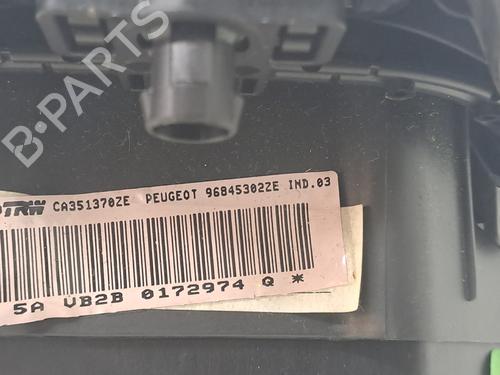 B-PARTS
TRW CA351370ZE PEUGEOT 96845302ZE IND.03
5A VB2B 0172974 Q *